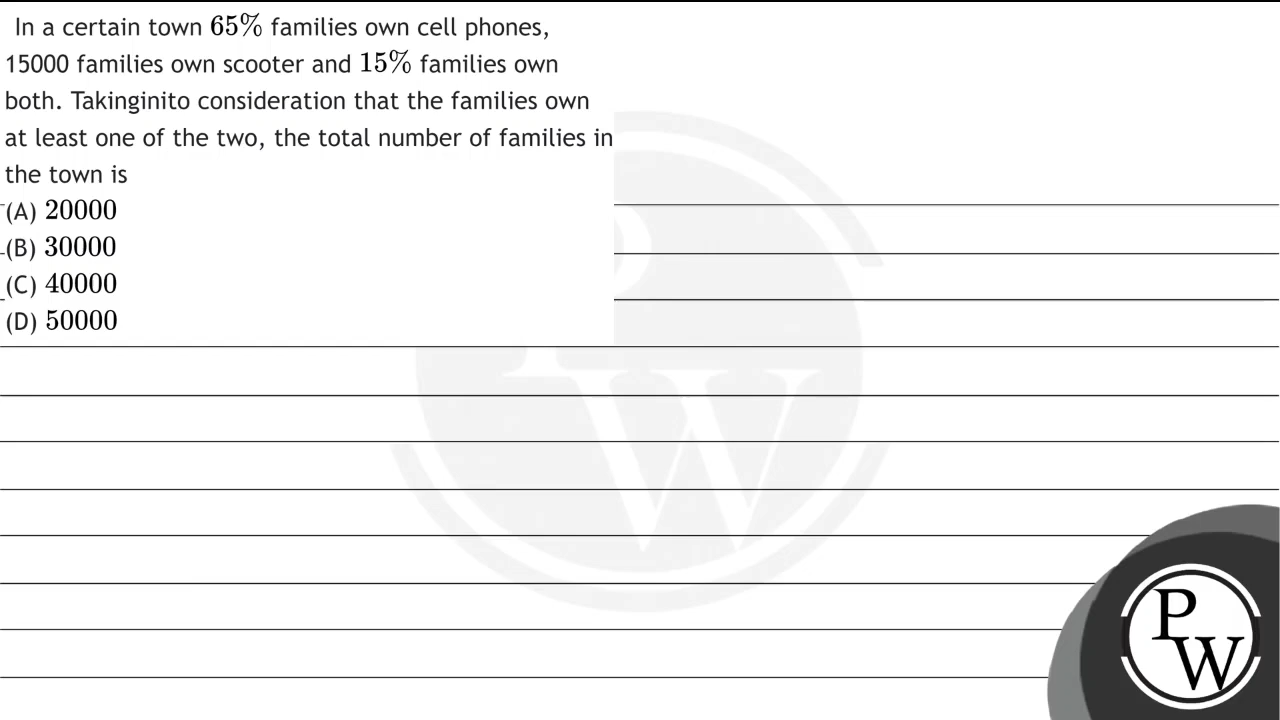 In a certain town 65% families own cell phones,
15000 families own scooter and 15% families own
both. Takinginito consideration that the families own
at least one of the two, the total number of families in
the town is
(A) 20000
(B) 30000
(C) 40000
(D) 50000
P
W
P
W